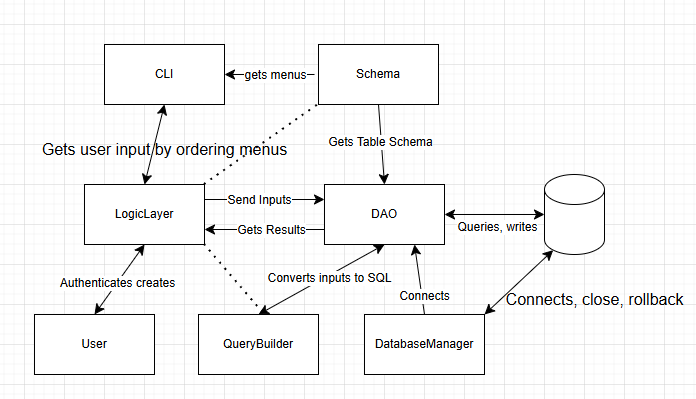 CLI
gets menus
Schema
Gets user input by ordering menus
Gets Table Schema
LogicLayer
Send Inputs
Gets Results
DAO
Queries, writes
Authenticates creates
Converts inputs to SQL
Connects
Connects, close, rollback
User
QueryBuilder
DatabaseManager